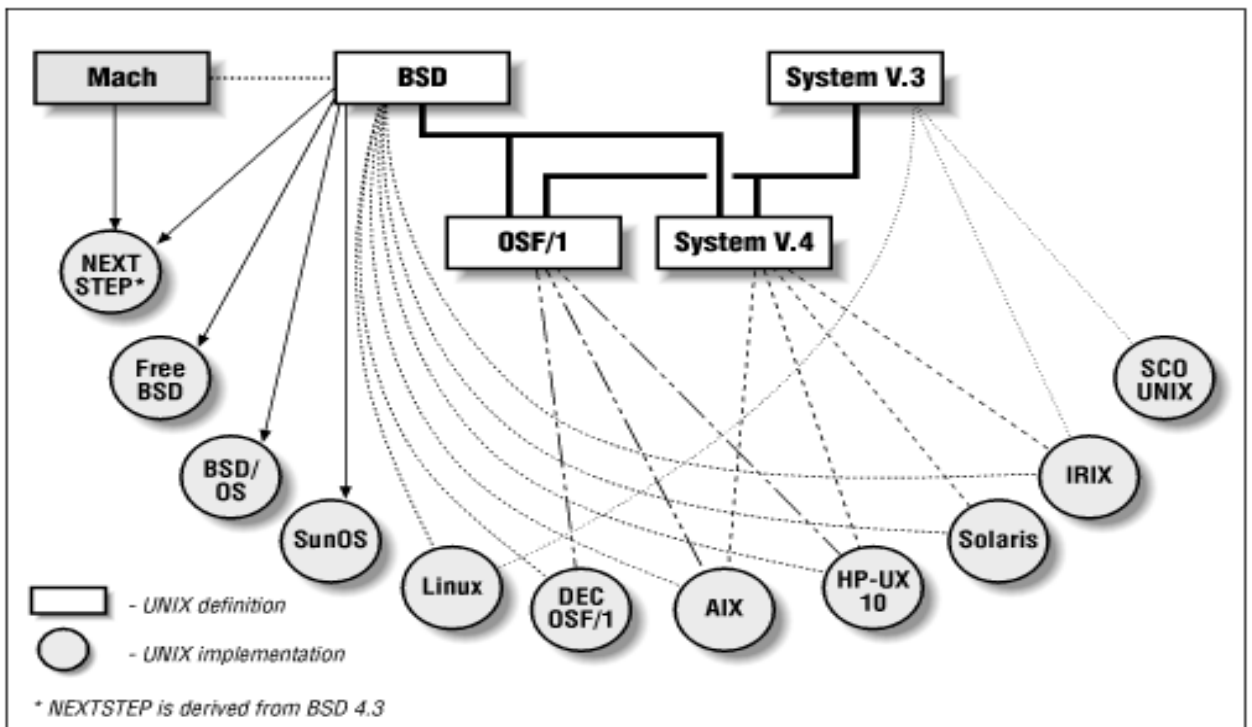 Mach
BSD
System V.3
OSF/1
System V.4
NEXT
STEP*
Free
BSD
SCO
UNIX
BSD/
OS
IRIX
SunOS
Solaris
Linux
DEC
OSF/1
AIX
HP-UX
10
- UNIX definition
- UNIX implementation
* NEXTSTEP is derived from BSD 4.3